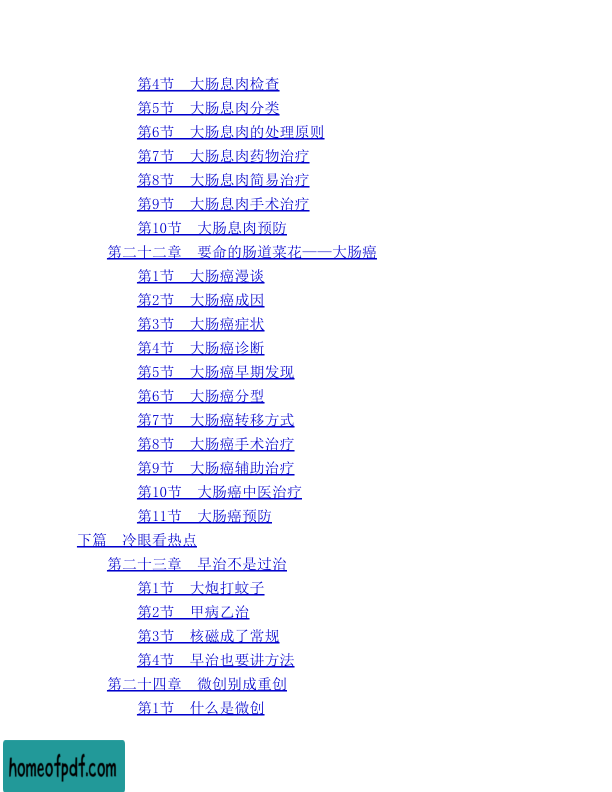 第4节　大肠息肉检查
第5节　大肠息肉分类
第6节　大肠息肉的处理原则
第7节　大肠息肉药物治疗
第8节　大肠息肉简易治疗
第9节　大肠息肉手术治疗
第10节　大肠息肉预防
第二十二章　要命的肠道菜花——大肠癌
第1节　大肠癌漫谈
第2节　大肠癌成因
第3节　大肠癌症状
第4节　大肠癌诊断
第5节　大肠癌早期发现
第6节　大肠癌分型
第7节　大肠癌转移方式
第8节　大肠癌手术治疗
第9节　大肠癌辅助治疗
第10节　大肠癌中医治疗
第11节　大肠癌预防
下篇　冷眼看热点
第二十三章　早治不是过治
第1节　大炮打蚊子
第2节　甲病乙治
第3节　核磁成了常规
第4节　早治也要讲方法
第二十四章　微创别成重创
第1节　什么是微创
homeofpdf.com